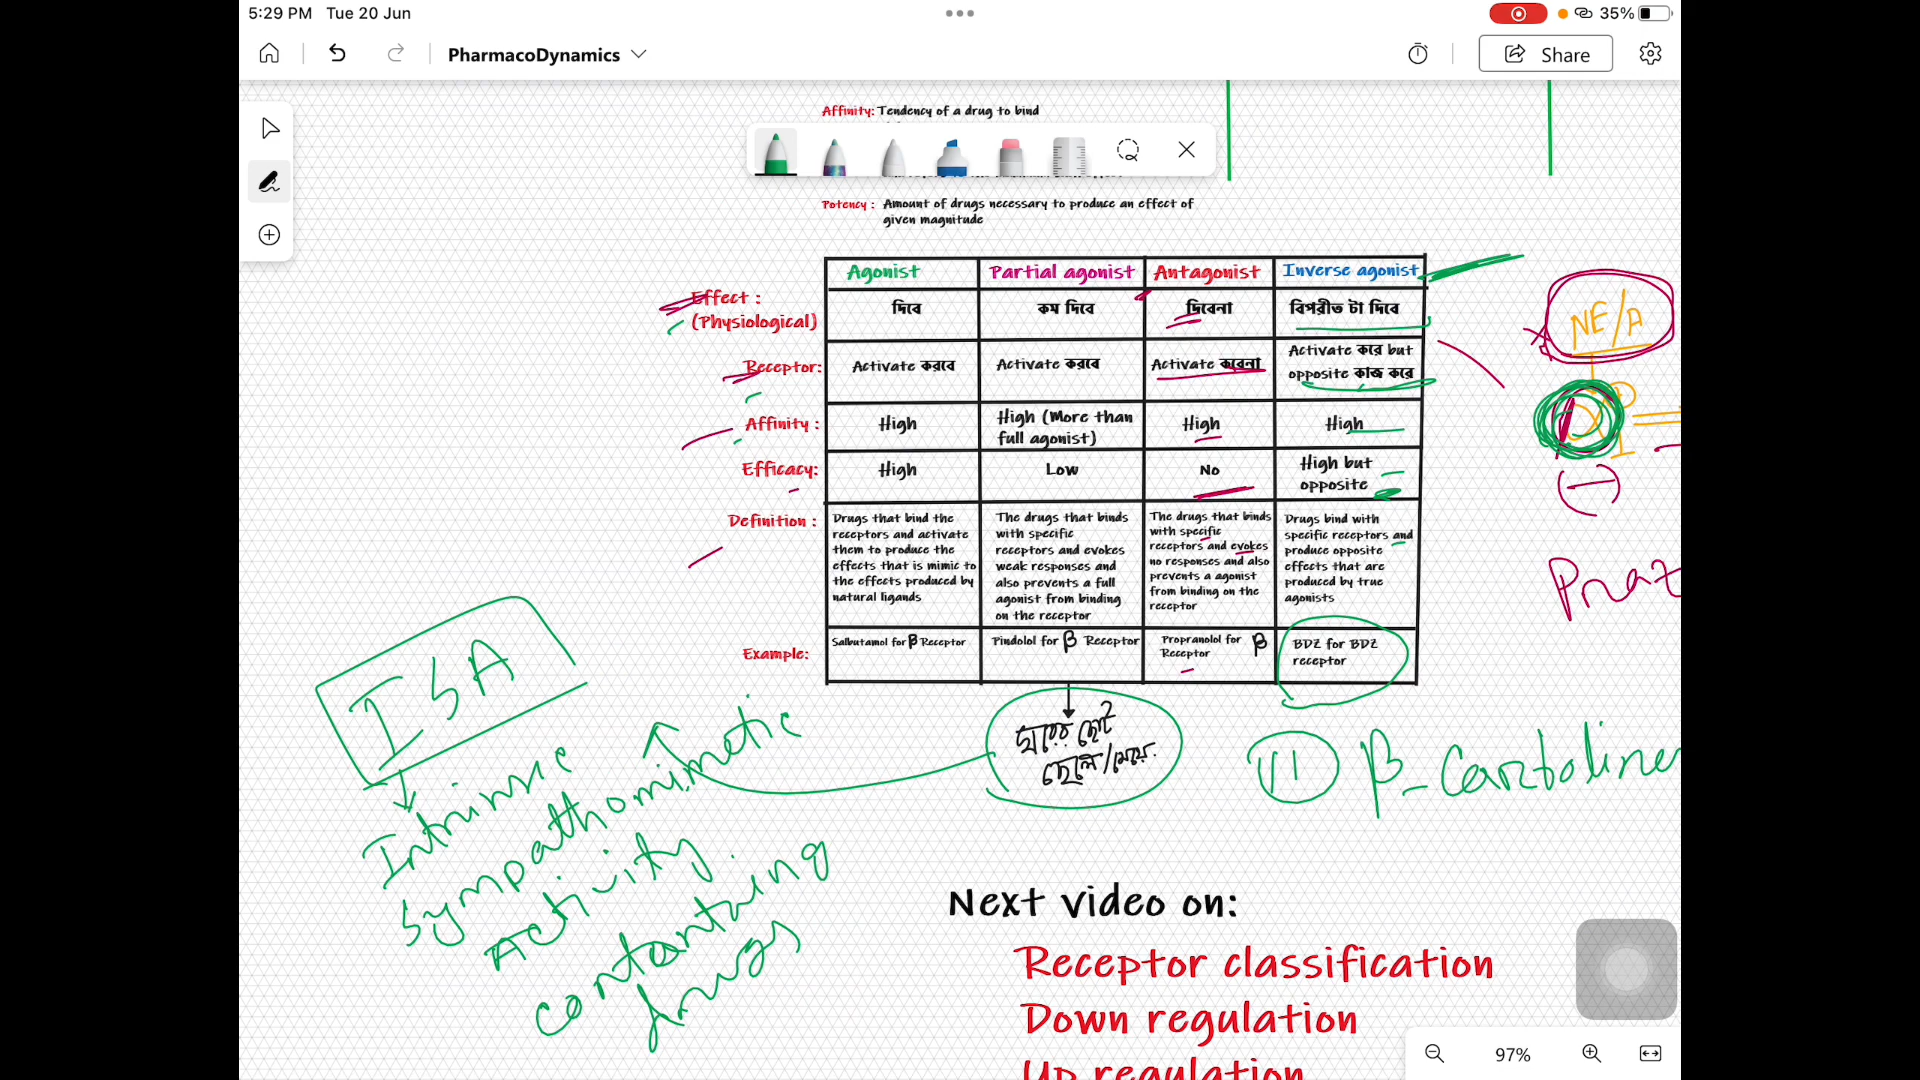 5:29 PM Tue 20 Jun
35%
PharmacoDynamics
Share
Affinity: Tendency of a drug to bind
Potency : Amount of drugs necessary to produce an effect of
given magnitude
Agonist Partial agonist Antagonist Inverse agonist
Effect :
(Physiological)
দিবে
কম দিবে
দিবেনা
বিপরীত টা দিবে
Receptor:
Activate করবে
Activate করবে
Activate করেনা
Activate করে but
opposite কাজ করে
Affinity :
High
High (More than
full agonist)
High
High
Efficacy:
High
Low
No
High but
opposite
Definition :
Drugs that bind the
receptors and activate
them to produce the
effects that is mimic to
the effects produced by
natural ligands
The drugs that binds
with specific
receptors and evokes
weak responses and
also prevents a full
agonist from binding
on the receptor
The drugs that binds
with specific
receptors and evokes
no responses and also
prevents a agonist
from binding on the
receptor
Drugs bind with
specific receptors and
produce opposite
effects that are
produced by true
agonists
Example:
Salbutamol for β Receptor
Pindolol for β Receptor
Propranolol for β
Receptor
BDZ for BDZ
receptor
NE/A
(-)
ISA
Intrinsic
Sympathomimetic
Activity
containing
drugs
11 β-Carboline
Next video on:
Receptor classification
Down regulation
Up regulation
97%